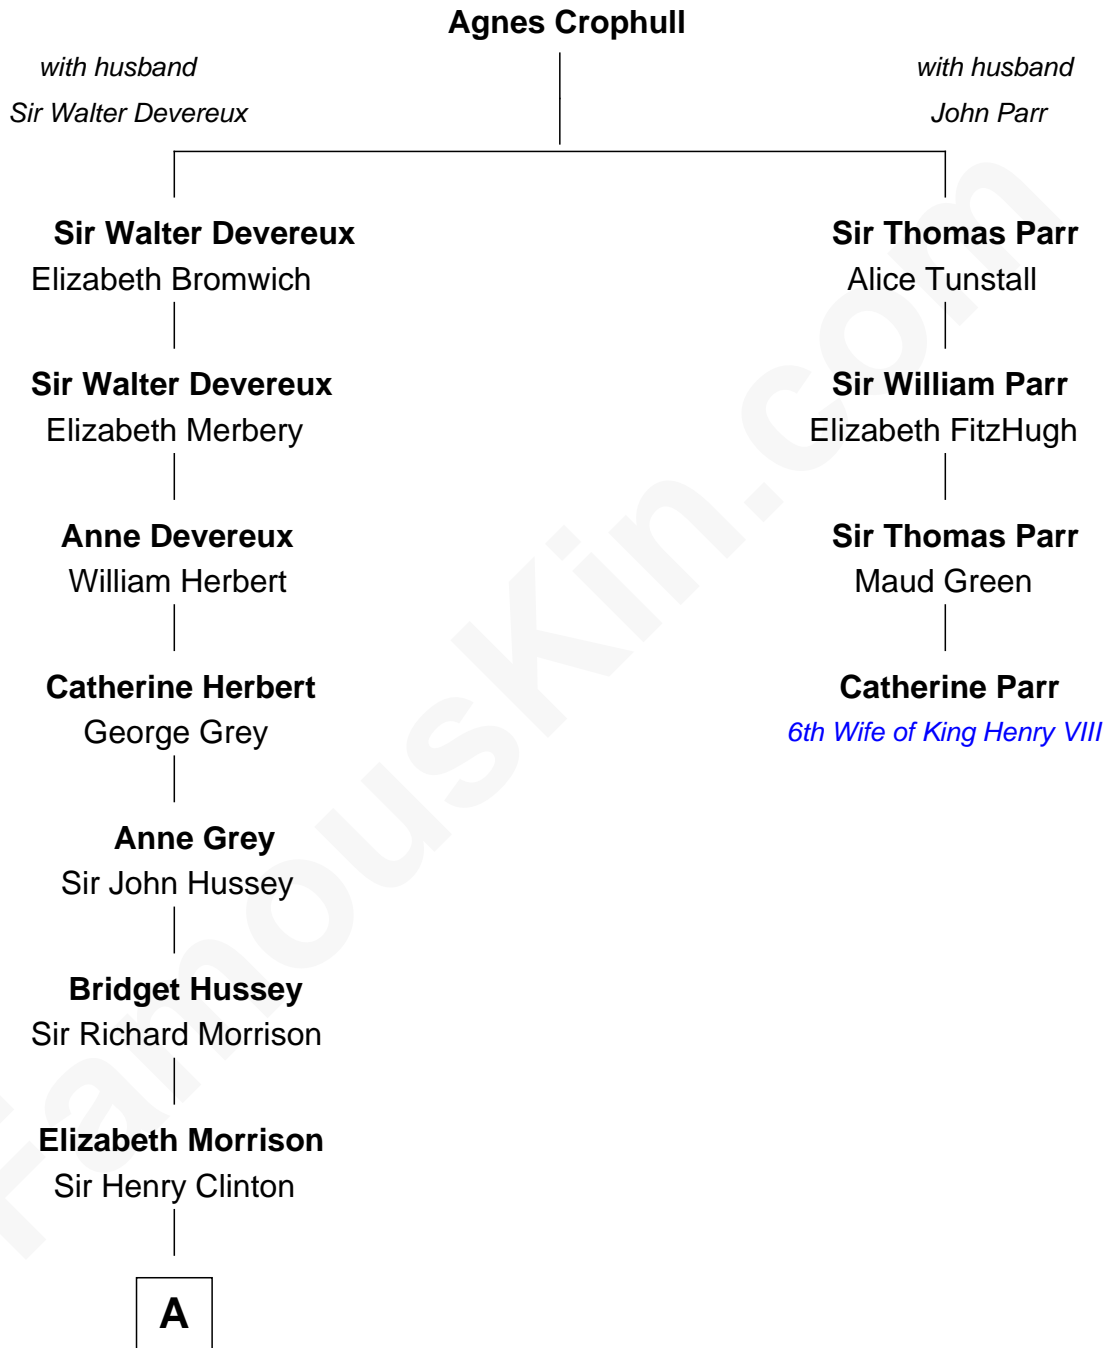 Agnes Crophull
with husband
Sir Walter Devereux
with husband
John Parr
Sir Walter Devereux
Elizabeth Bromwich
Sir Walter Devereux
Elizabeth Merbery
Anne Devereux
William Herbert
Catherine Herbert
George Grey
Anne Grey
Sir John Hussey
Bridget Hussey
Sir Richard Morrison
Elizabeth Morrison
Sir Henry Clinton
A
Sir Thomas Parr
Alice Tunstall
Sir William Parr
Elizabeth FitzHugh
Sir Thomas Parr
Maud Green
Catherine Parr
6th Wife of King Henry VIII
FamousKin.com